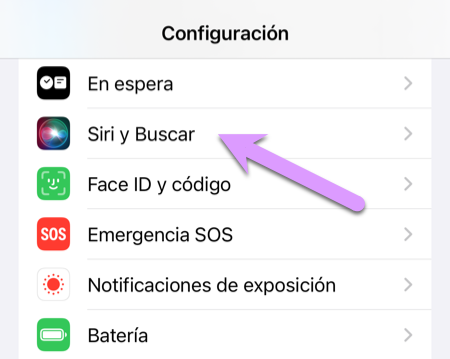 Configuración
En espera
Siri y Buscar
Face ID y código
SOS
Emergencia SOS
Notificaciones de exposición
Batería